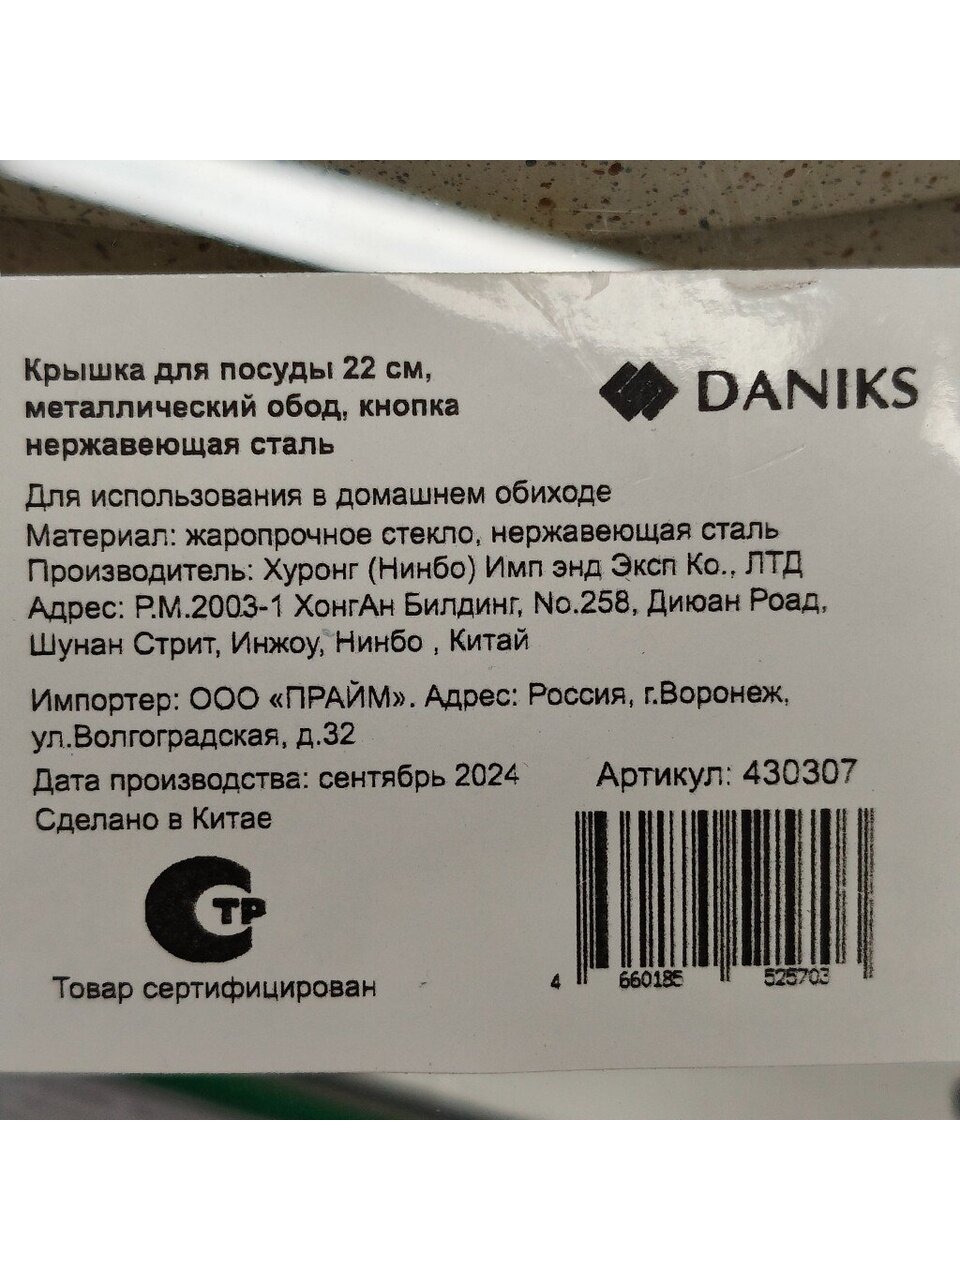 Крышка для посуды 22 см,
металлический обод, кнопка
нержавеющая сталь
DANIKS
Для использования в домашнем обиходе
Материал: жаропрочное стекло, нержавеющая сталь
Производитель: Хуронг (Нинбо) Имп энд Эксп Ко., ЛТД
Адрес: Р.М.2003-1 ХонгАн Билдинг, No.258, Диюан Роад,
Шунан Стрит, Инжоу, Нинбо , Китай
Импортер: ООО «ПРАЙМ». Адрес: Россия, г.Воронеж,
ул.Волгоградская, д.32
Дата производства: сентябрь 2024
Артикул: 430307
Сделано в Китае
ТР
Товар сертифицирован
4 660185 525703